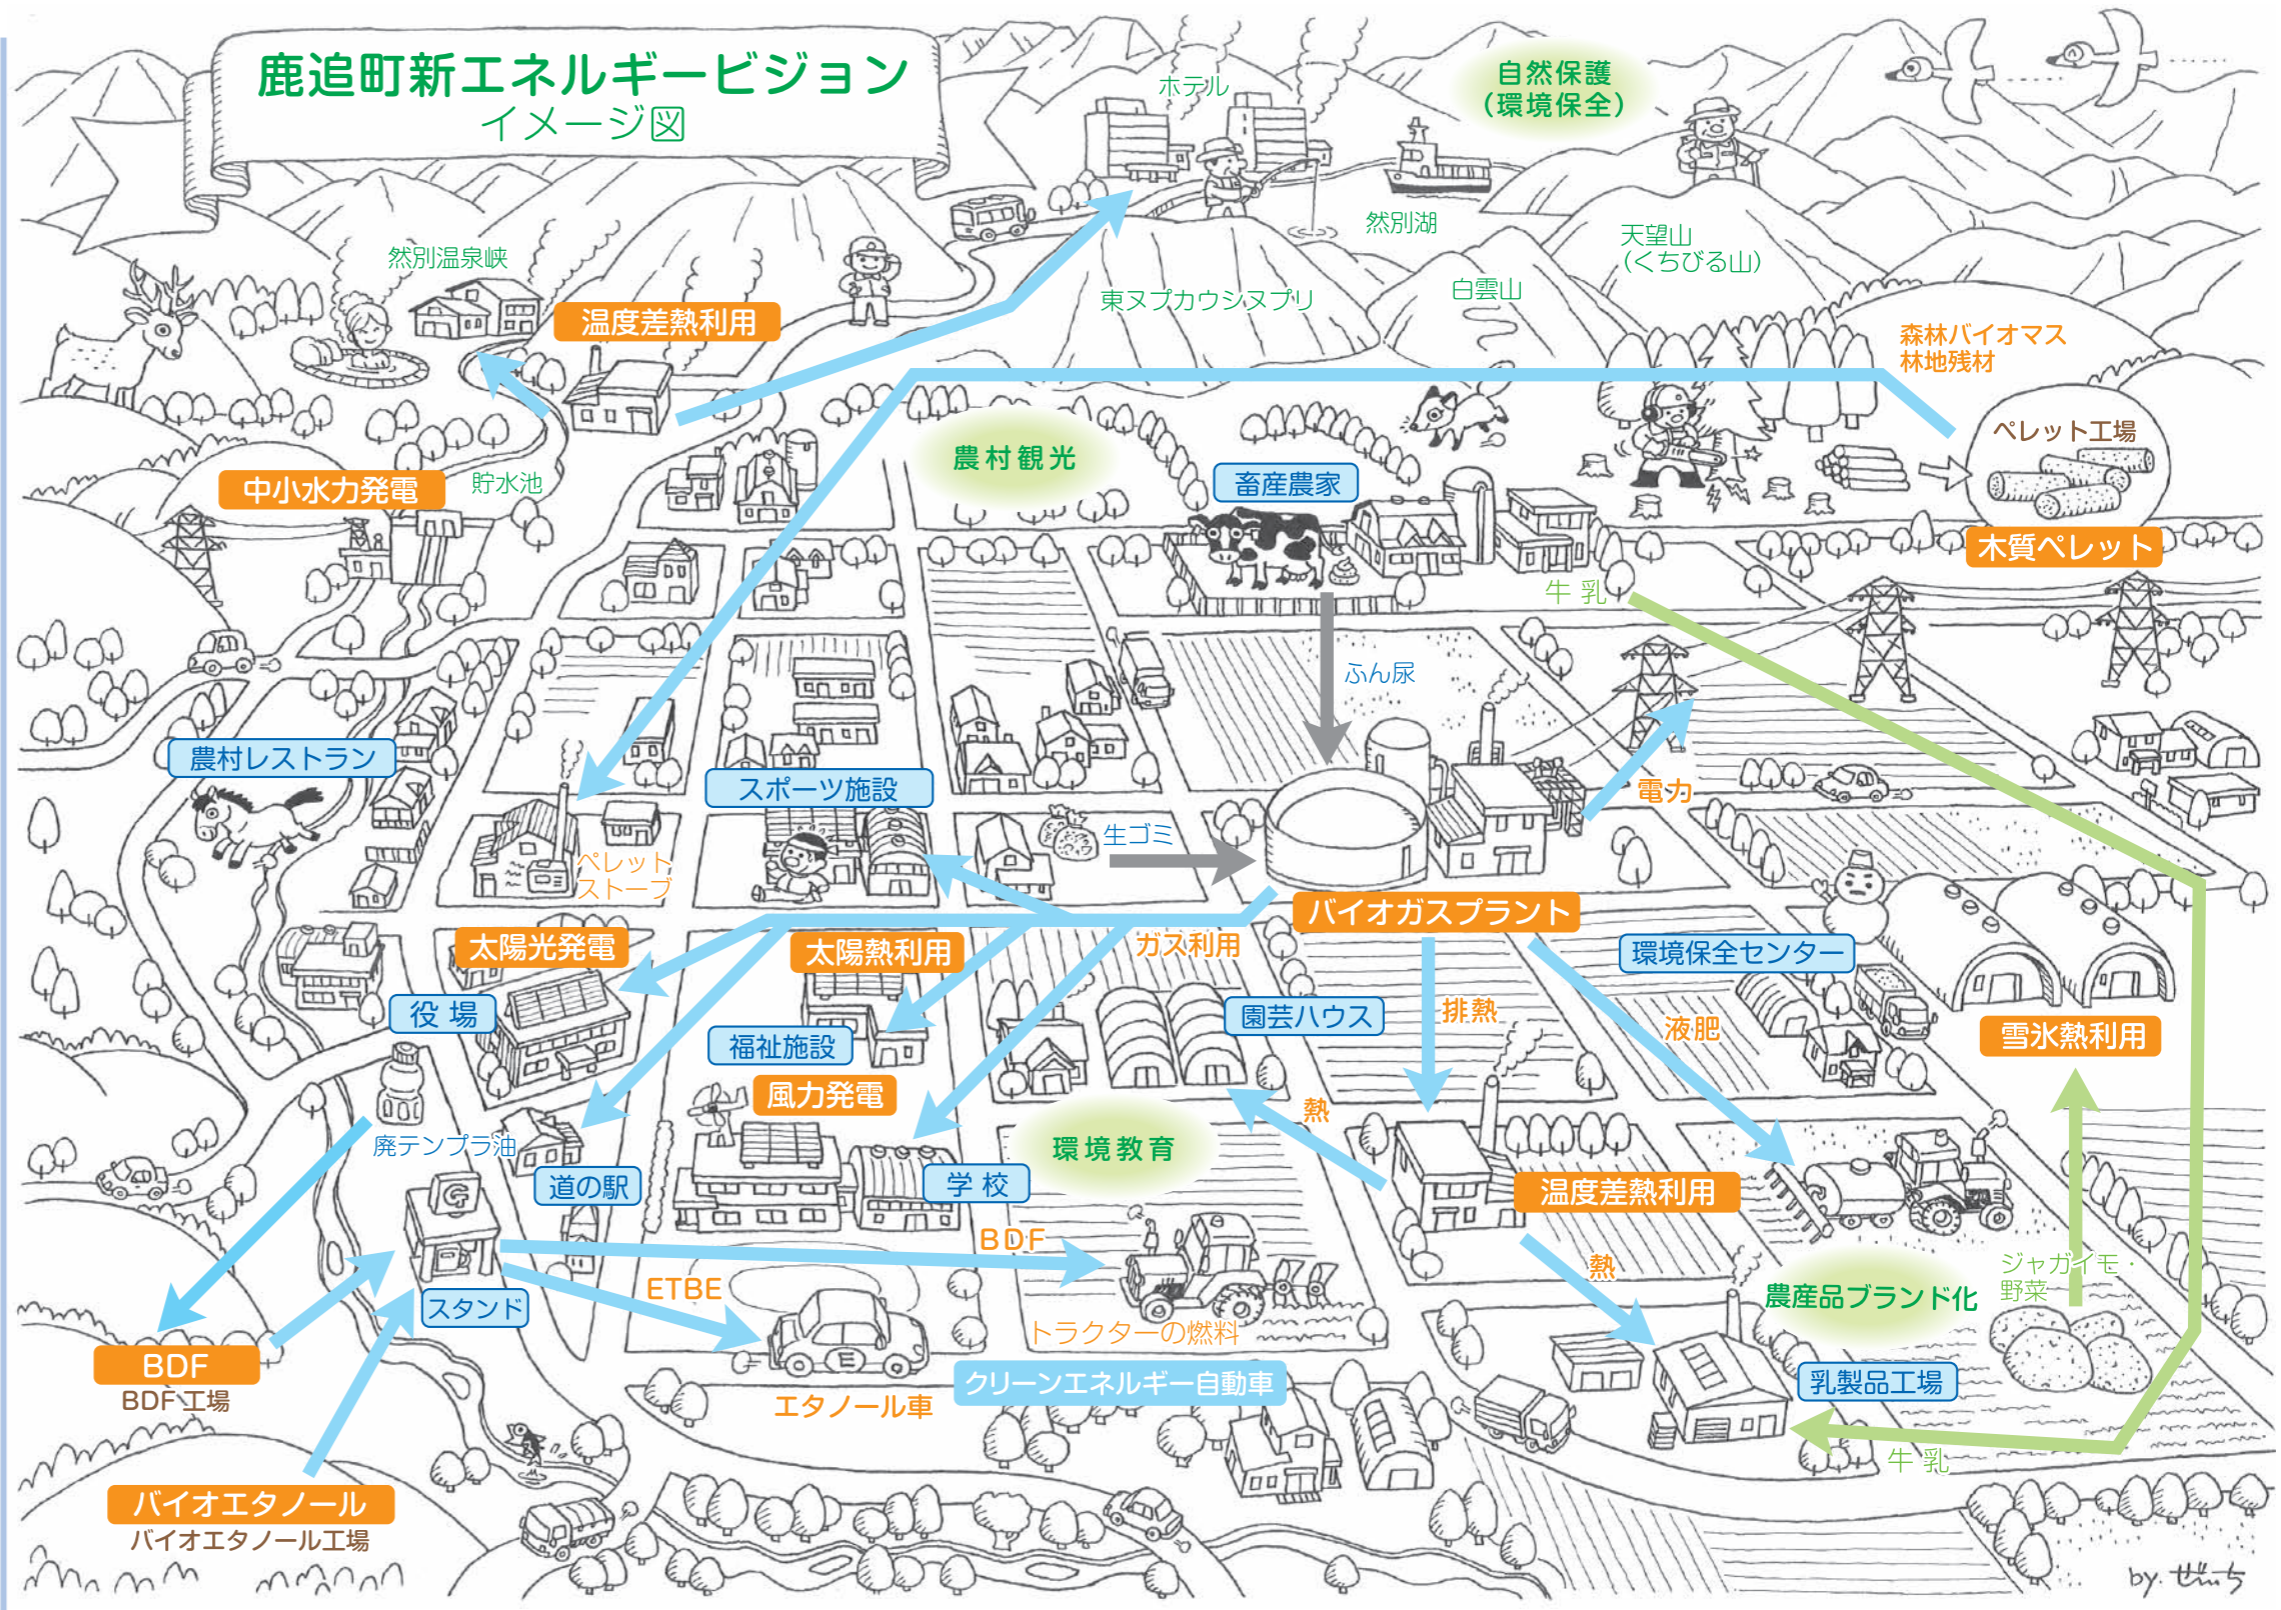 鹿追町新エネルギービジョン
イメージ図
ホテル
自然保護
(環境保全)
然別湖
天望山
(くちびる山)
然別温泉峡
東ヌプカウシヌプリ
白雲山
温度差熱利用
森林バイオマス
林地残材
ペレット工場
農村観光
畜産農家
中小水力発電
貯水池
木質ペレット
牛 乳
ふん尿
農村レストラン
スポーツ施設
電力
生ゴミ
ペレット
ストーブ
バイオガスプラント
太陽光発電
太陽熱利用
ガス利用
環境保全センター
役 場
園芸ハウス
排熱
液肥
雪氷熱利用
福祉施設
風力発電
熱
廃テンプラ油
環境教育
道の駅
学 校
温度差熱利用
BDF
ETBE
熱
ジャガイモ・
野菜
農産品ブランド化
スタンド
トラクターの燃料
BDF
BDF工場
エタノール車
E
クリーンエネルギー自動車
乳製品工場
牛 乳
バイオエタノール
バイオエタノール工場